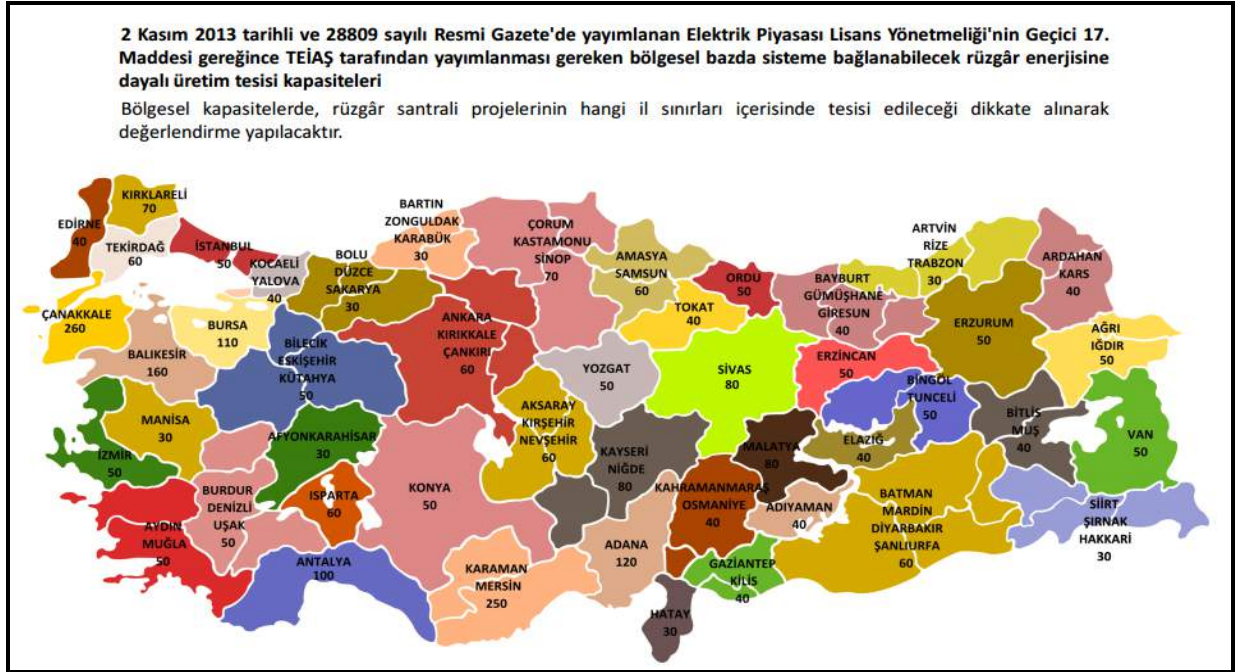 2 Kasım 2013 tarihli ve 28809 sayılı Resmi Gazete'de yayımlanan Elektrik Piyasası Lisans Yönetmeliği'nin Geçici 17.
Maddesi gereğince TEİAŞ tarafından yayımlanması gereken bölgesel bazda sisteme bağlanabilecek rüzgâr enerjisine
dayalı üretim tesisi kapasiteleri
Bölgesel kapasitelerde, rüzgâr santrali projelerinin hangi il sınırları içerisinde tesisi edileceği dikkate alınarak
değerlendirme yapılacaktır.
KIRKLARELİ
70
EDİRNE
40
TEKİRDAĞ
60
İSTANBUL
50
KOCAELİ
YALOVA
40
BOLU
DÜZCE
SAKARYA
30
BARTIN
ZONGULDAK
KARABÜK
30
ÇORUM
KASTAMONU
SİNOP
70
AMASYA
SAMSUN
60
ORDU
50
TOKAT
40
BAYBURT
GÜMÜŞHANE
GİRESUN
40
ARTVİN
RİZE
TRABZON
30
ARDAHAN
KARS
40
ÇANAKKALE
260
BALIKESİR
160
BURSA
110
BİLECİK
ESKİŞEHİR
KÜTAHYA
50
ANKARA
KIRIKKALE
ÇANKIRI
60
YOZGAT
50
SİVAS
80
ERZİNCAN
50
ERZURUM
50
AĞRI
IĞDIR
50
BİNGÖL
TUNCELİ
50
BİTLİS
MUŞ
40
VAN
50
MANİSA
30
İZMİR
50
AFYONKARAHİSAR
30
ISPARTA
60
BURDUR
DENİZLİ
UŞAK
50
KONYA
50
AKSARAY
KIRŞEHİR
NEVŞEHİR
60
KAYSERİ
NİĞDE
80
MALATYA
80
ELAZIĞ
40
KAHRAMANMARAŞ
OSMANİYE
40
ADIYAMAN
40
BATMAN
MARDİN
DİYARBAKIR
ŞANLIURFA
60
SİİRT
ŞIRNAK
HAKKARİ
30
AYDIN
MUĞLA
50
ANTALYA
100
KARAMAN
MERSİN
250
ADANA
120
GAZİANTEP
KİLİS
40
HATAY
30